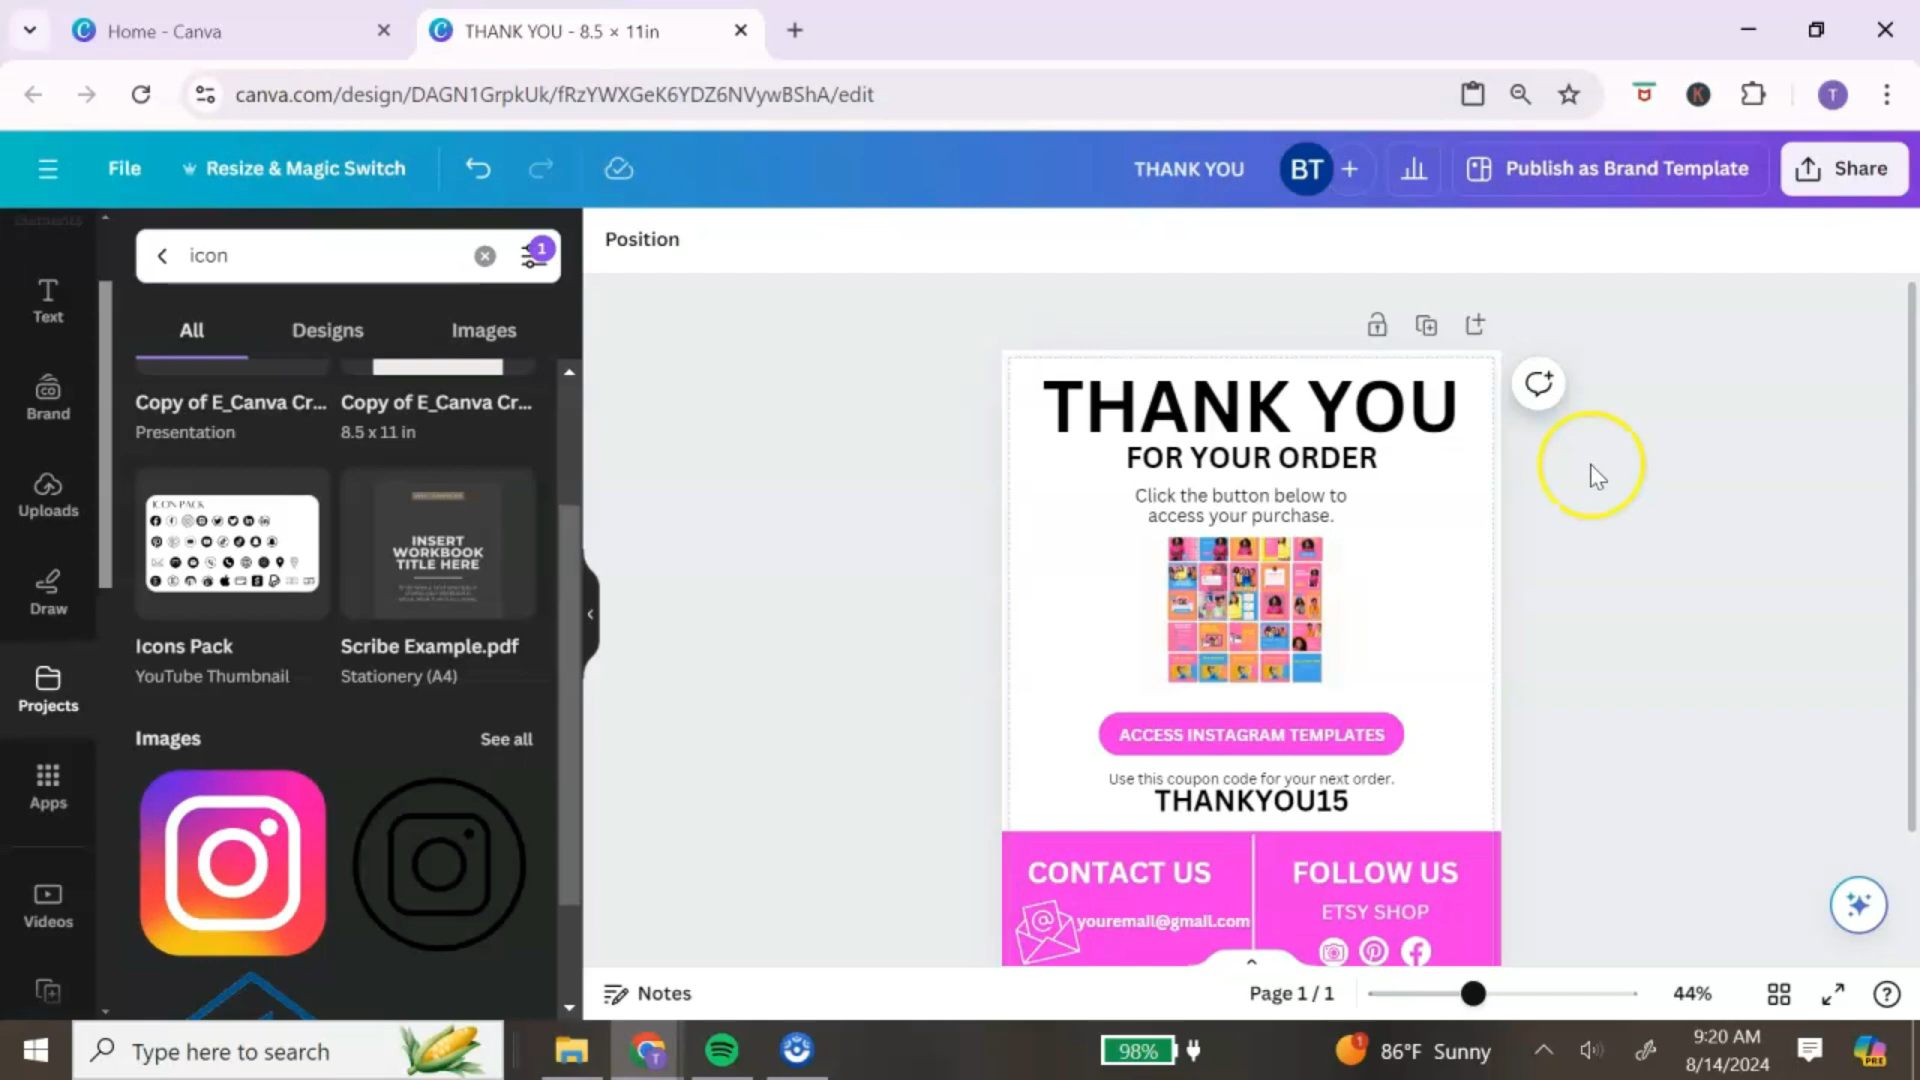 Home - Canva
THANK YOU - 8.5 × 11in
canva.com/design/DAGN1GrpkUk/fRzYWXGeK6YDZ6NVywBShA/edit
T
File
Resize & Magic Switch
THANK YOU
BT
Publish as Brand Template
Share
icon
1
Position
Text
Brand
Uploads
Draw
Projects
Apps
Videos
All
Designs
Images
Copy of E_Canva Cr...
Presentation
Copy of E_Canva Cr...
8.5 x 11 in
ICON PACK
INSERT
WORKBOOK
TITLE HERE
Icons Pack
YouTube Thumbnail
Scribe Example.pdf
Stationery (A4)
Images
See all
THANK YOU
FOR YOUR ORDER
Click the button below to
access your purchase.
ACCESS INSTAGRAM TEMPLATES
Use this coupon code for your next order.
THANKYOU15
CONTACT US
youremail@gmail.com
FOLLOW US
ETSY SHOP
Notes
Page 1 / 1
44%
Type here to search
98%
86°F Sunny
9:20 AM
8/14/2024
PRE